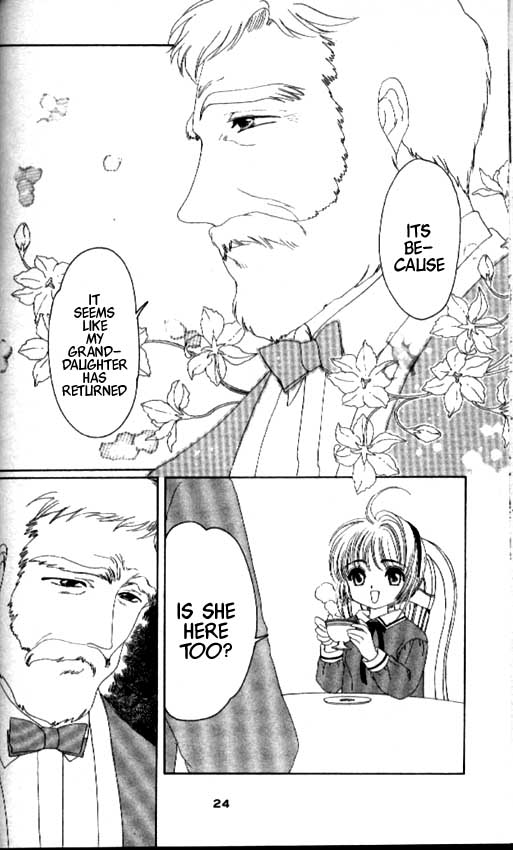 ITS
BE-
CAUSE
IT
SEEMS
LIKE
MY
GRAND-
DAUGHTER
HAS
RETURNED
IS SHE
HERE
TOO?
24